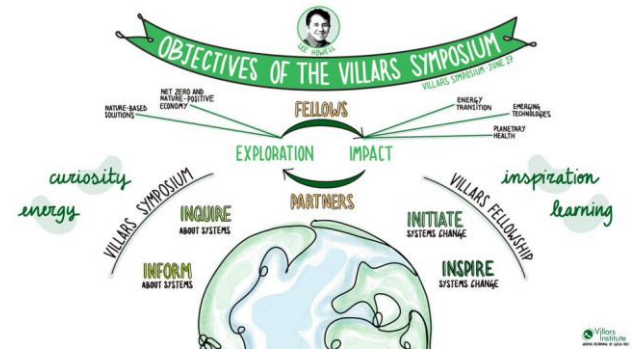 LEE HOWELL
OBJECTIVES OF THE VILLARS SYMPOSIUM
VILLARS SYMPOSIUM - JUNE 27
NATURE-BASED
SOLUTIONS
NET ZERO AND
NATURE-POSITIVE
ECONOMY
FELLOWS
ENERGY
TRANSITION
EMERGING
TECHNOLOGIES
PLANETARY
HEALTH
EXPLORATION
IMPACT
PARTNERS
curiosity
energy
VILLARS SYMPOSIUM
INQUIRE
ABOUT SYSTEMS
INFORM
ABOUT SYSTEMS
INITIATE
SYSTEMS CHANGE
INSPIRE
SYSTEMS CHANGE
VILLARS FELLOWSHIP
inspiration
learning
Villars
Institute